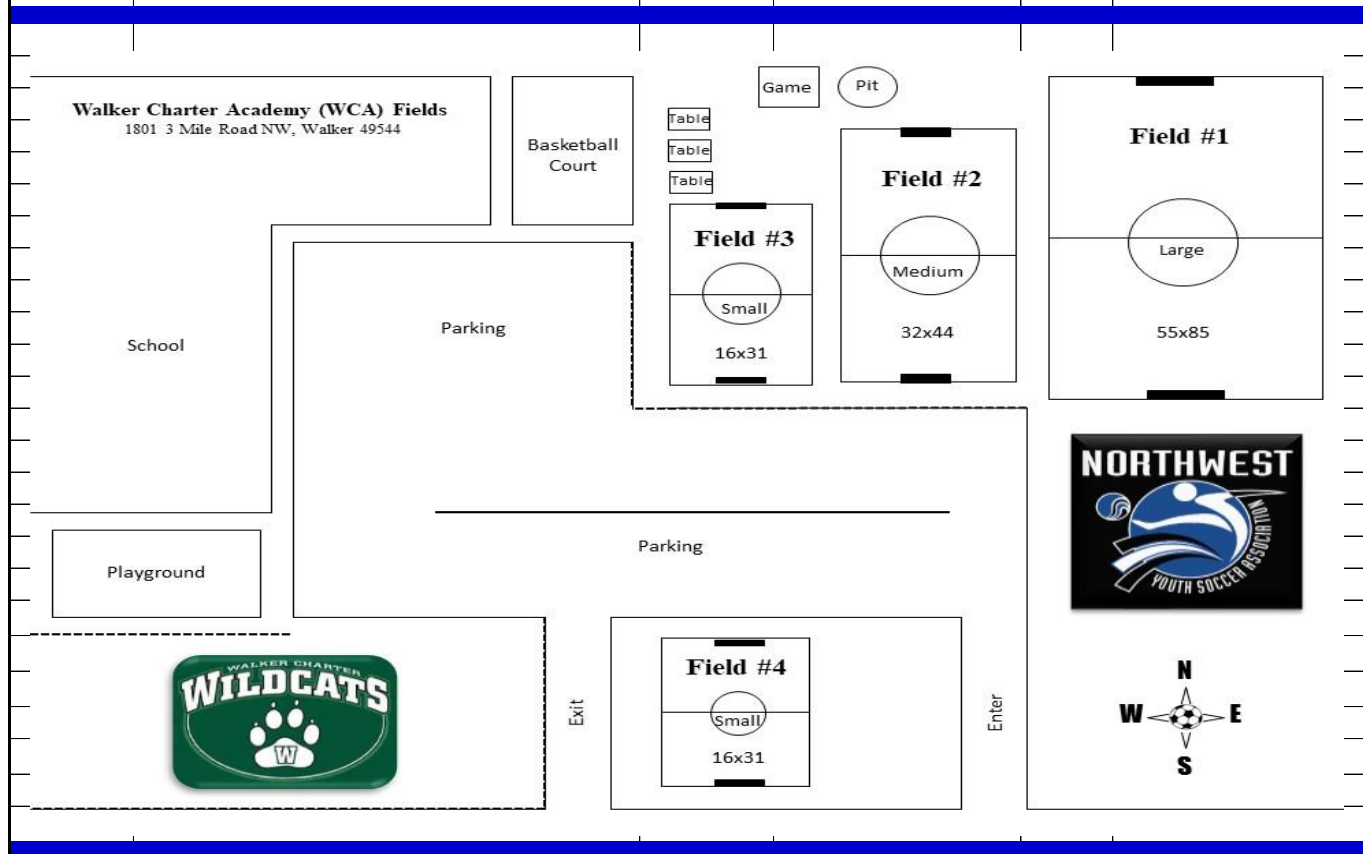 Walker Charter Academy (WCA) Fields
1801 3 Mile Road NW, Walker 49544
Basketball
Court
Game
Pit
Table
Table
Table
Field #1
Large
55x85
Field #2
Medium
32x44
Field #3
Small
16x31
School
Parking
Parking
Playground
NORTHWEST
YOUTH SOCCER ASSOCIATION
WALKER CHARTER
WILDCATS
W
Exit
Field #4
Small
16x31
Enter
N
W E
S